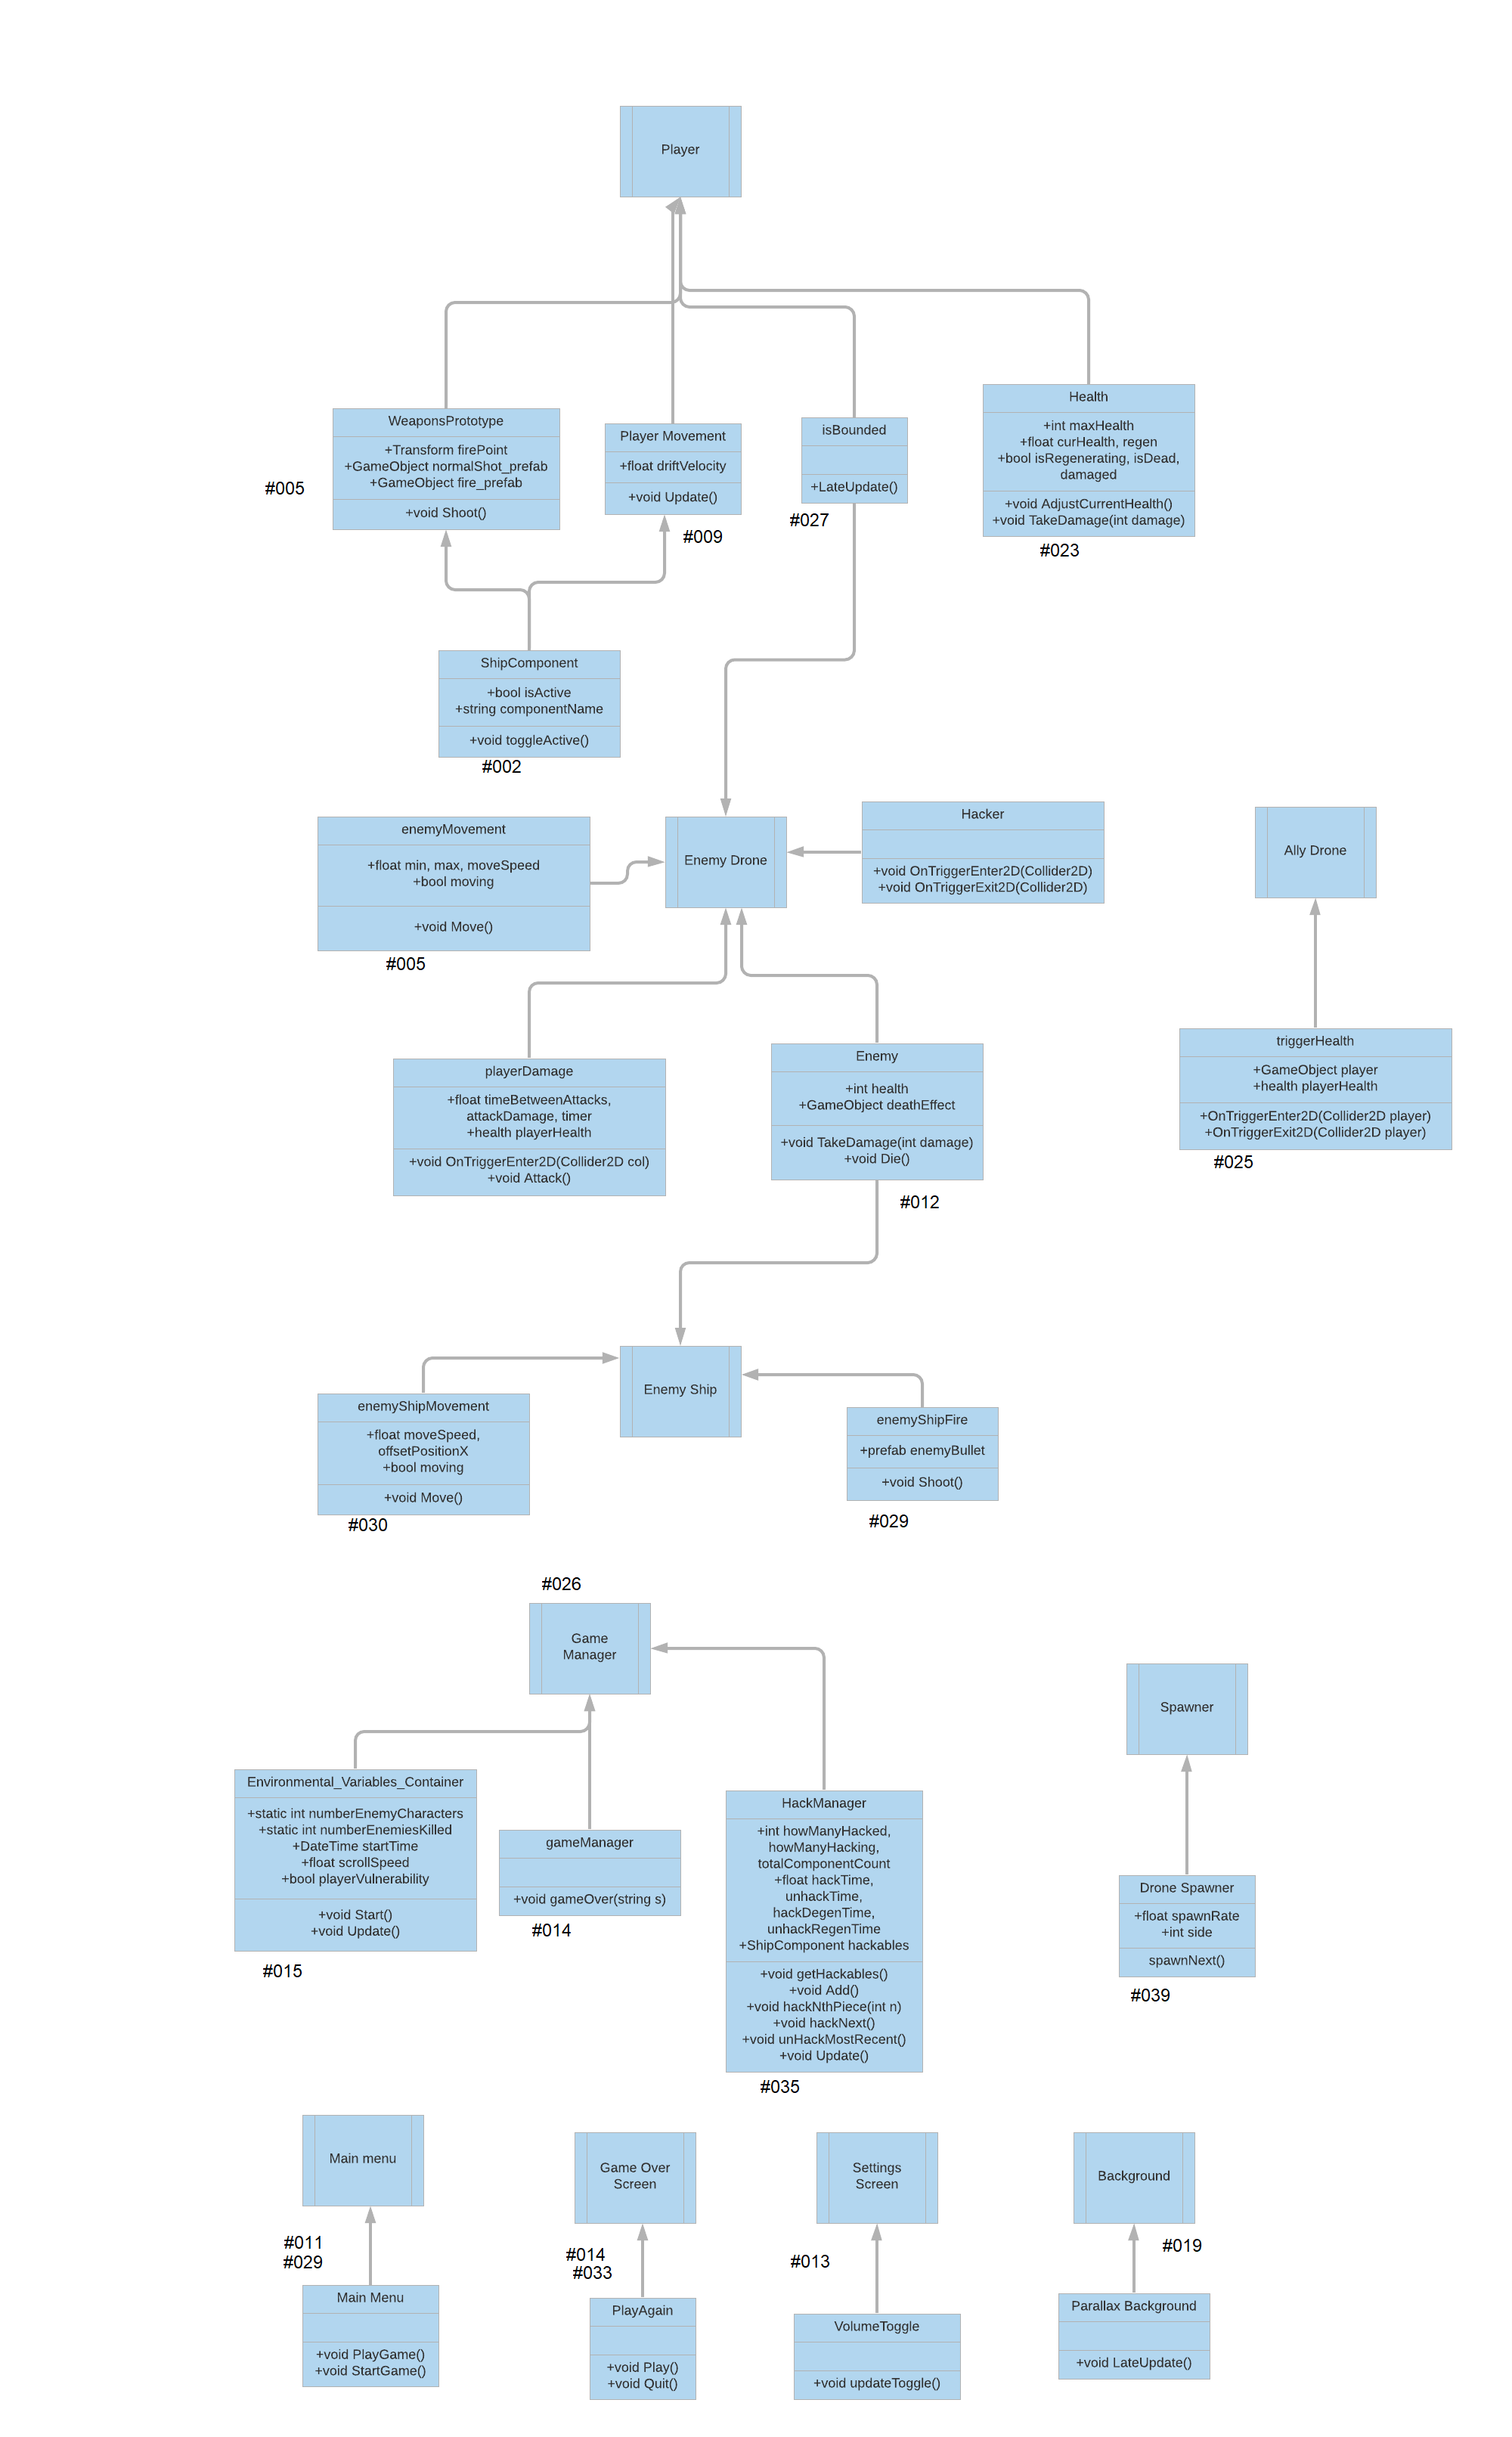 Player
WeaponsPrototype
+Transform firePoint
+GameObject normalShot_prefab
+GameObject fire_prefab
+void Shoot()
#005
Player Movement
+float driftVelocity
+void Update()
#009
isBounded
+LateUpdate()
#027
Health
+int maxHealth
+float curHealth, regen
+bool isRegenerating, isDead,
damaged
+void AdjustCurrentHealth()
+void TakeDamage(int damage)
#023
ShipComponent
+bool isActive
+string componentName
+void toggleActive()
#002
enemyMovement
+float min, max, moveSpeed
+bool moving
+void Move()
#005
Enemy Drone
Hacker
+void OnTriggerEnter2D(Collider2D)
+void OnTriggerExit2D(Collider2D)
Ally Drone
playerDamage
+float timeBetweenAttacks,
attackDamage, timer
+health playerHealth
+void OnTriggerEnter2D(Collider2D col)
+void Attack()
Enemy
+int health
+GameObject deathEffect
+void TakeDamage(int damage)
+void Die()
#012
triggerHealth
+GameObject player
+health playerHealth
+OnTriggerEnter2D(Collider2D player)
+OnTriggerExit2D(Collider2D player)
#025
Enemy Ship
enemyShipMovement
+float moveSpeed,
offsetPositionX
+bool moving
+void Move()
#030
enemyShipFire
+prefab enemyBullet
+void Shoot()
#029
#026
Game
Manager
Spawner
Environmental_Variables_Container
+static int numberEnemyCharacters
+static int numberEnemiesKilled
+DateTime startTime
+float scrollSpeed
+bool playerVulnerability
+void Start()
+void Update()
#015
gameManager
+void gameOver(string s)
#014
HackManager
+int howManyHacked,
howManyHacking,
totalComponentCount
+float hackTime,
unhackTime,
hackDegenTime,
unhackRegenTime
+ShipComponent hackables
+void getHackables()
+void Add()
+void hackNthPiece(int n)
+void hackNext()
+void unHackMostRecent()
+void Update()
#035
Drone Spawner
+float spawnRate
+int side
spawnNext()
#039
Main menu
#011
#029
Main Menu
+void PlayGame()
+void StartGame()
Game Over
Screen
#014
#033
PlayAgain
+void Play()
+void Quit()
Settings
Screen
#013
VolumeToggle
+void updateToggle()
Background
#019
Parallax Background
+void LateUpdate()